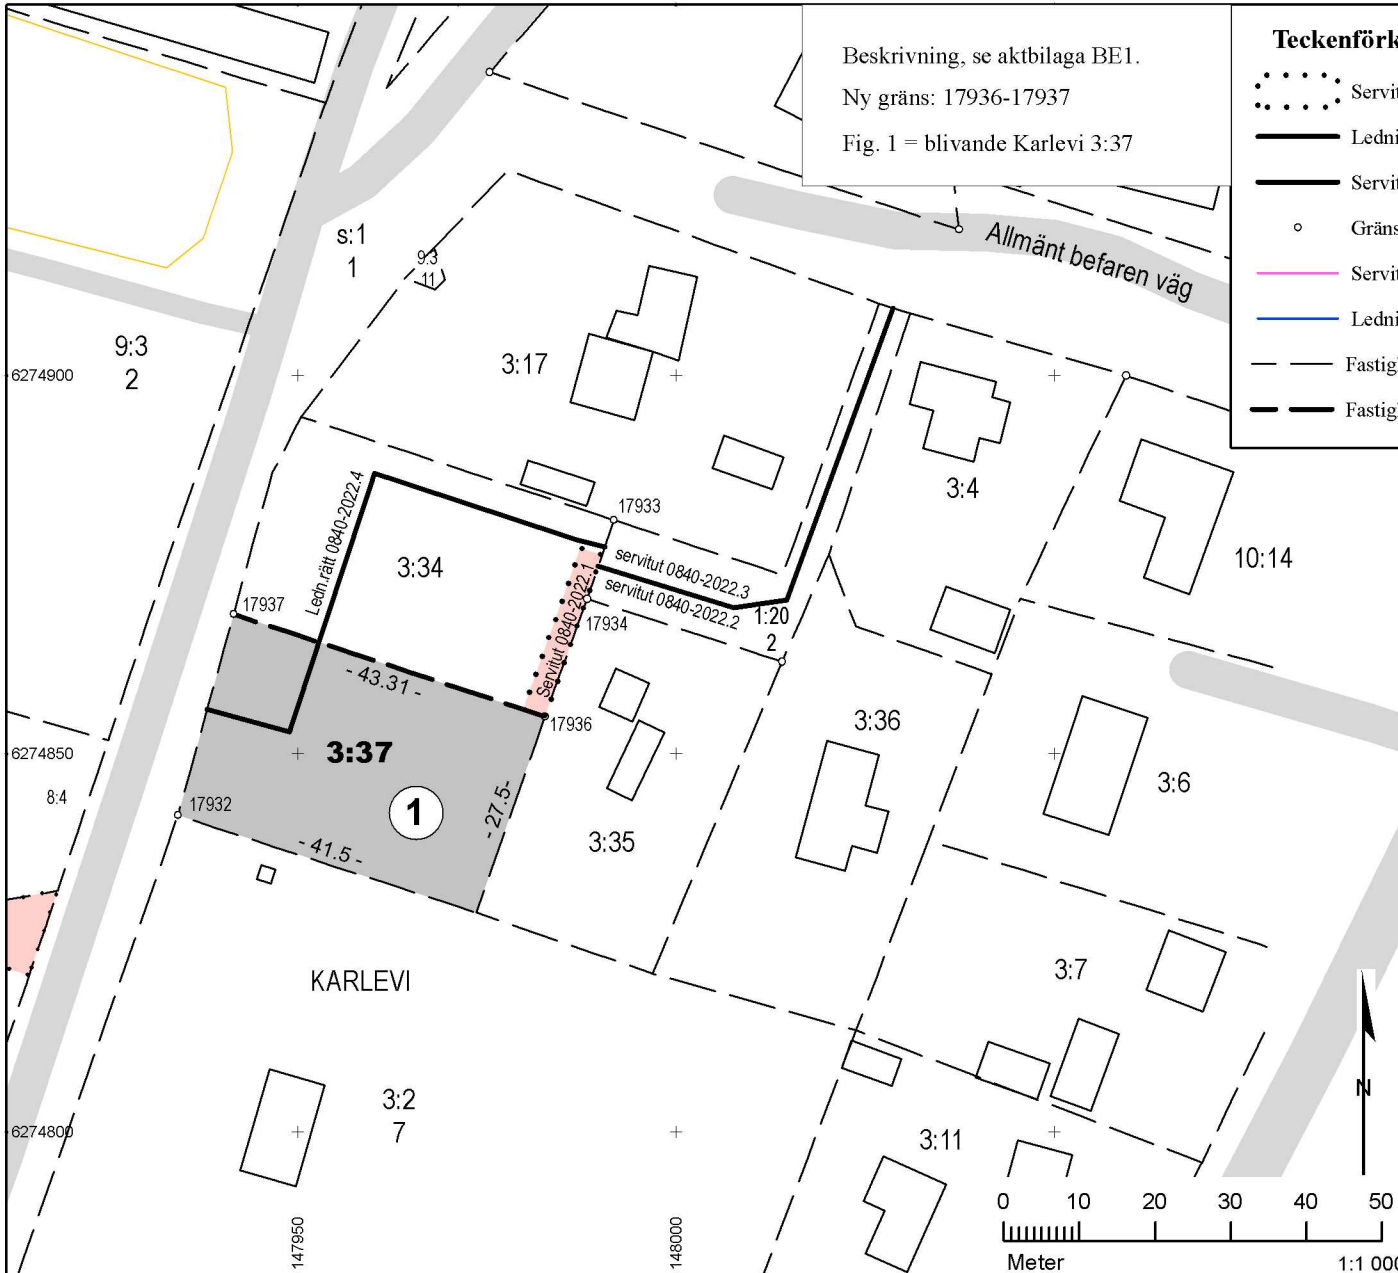 Beskrivning, se aktbilaga BE1.
Ny gräns: 17936-17937
Fig. 1 = blivande Karlevi 3:37
Teckenförk
Servit
Ledni
Servit
Gräns
Servit
Ledni
Fastig
Fastig
s:1
1
9:3
11
Allmänt befaren väg
9:3
2
3:17
6274900
3:4
10:14
17933
Ledn.rätt 0840-2022.4
3:34
servitut 0840-2022.3
servitut 0840-2022.2
Servitut 0840-2022.1
17937
17934
1:20
2
- 43.31 -
17936
3:36
6274850
3:37
3:6
8:4
17932
1
- 27.5-
3:35
- 41.5 -
KARLEVI
3:7
3:2
7
N
6274800
3:11
147950
148000
0 10 20 30 40 50
Meter
1:1 000